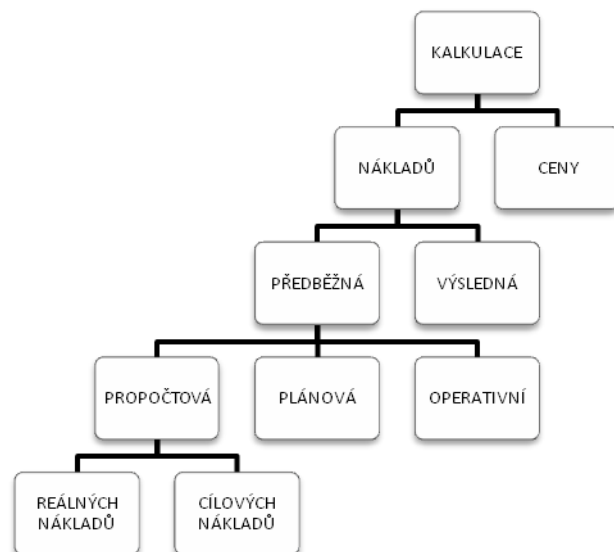 KALKULACE
NÁKLADŮ
CENY
PŘEDBĚŽNÁ
VÝSLEDNÁ
PROPOČTOVÁ
PLÁNOVÁ
OPERATIVNÍ
REÁLNÝCH
NÁKLADŮ
CÍLOVÝCH
NÁKLADŮ